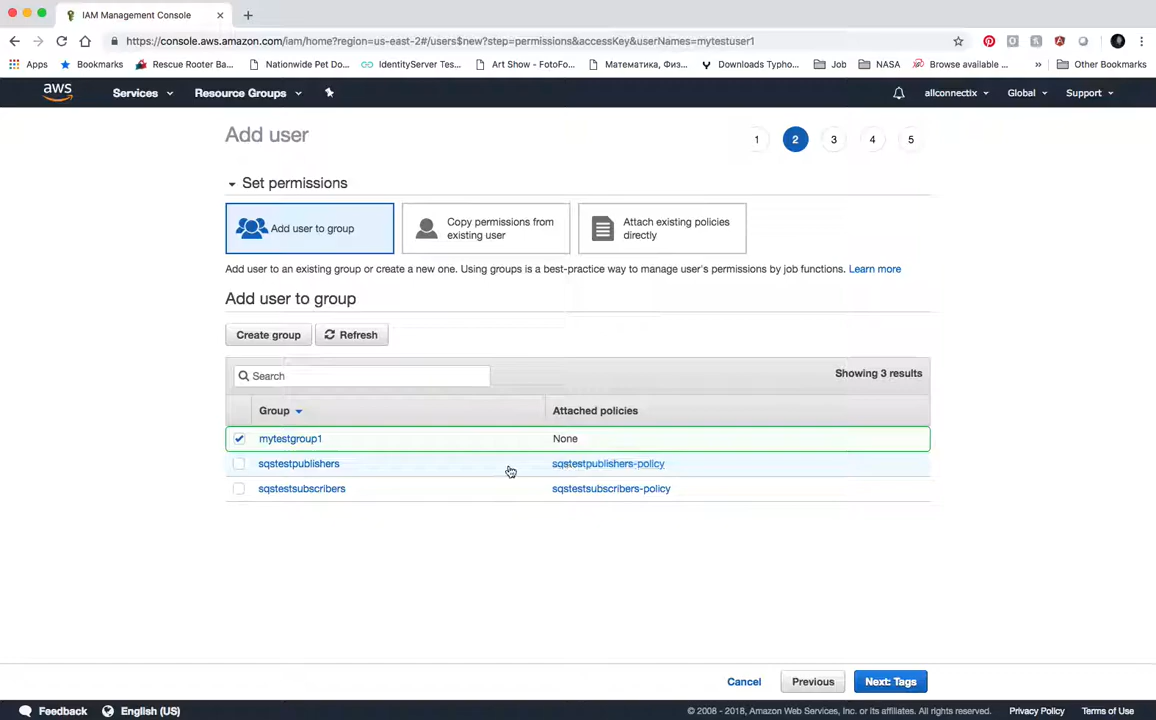 IAM Management Console
https://console.aws.amazon.com/iam/home?region=us-east-2#/users$new?step=permissions&accessKey&userNames=mytestuser1
Apps Bookmarks Rescue Rooter Ba... Nationwide Pet Do... IdentityServer Tes... Art Show - FotoFo... Математика, Физ... Downloads Typho... Job NASA Browse available ... » Other Bookmarks
aws Services Resource Groups allconnectix Global Support
Add user 1 2 3 4 5
Set permissions
Add user to group
Copy permissions from
existing user
Attach existing policies
directly
Add user to an existing group or create a new one. Using groups is a best-practice way to manage user's permissions by job functions. Learn more
Add user to group
Create group Refresh
Search Showing 3 results
Group Attached policies
mytestgroup1 None
sqstestpublishers sqstestpublishers-policy
sqstestsubscribers sqstestsubscribers-policy
Cancel Previous Next: Tags
Feedback English (US) © 2008 - 2018, Amazon Web Services, Inc. or its affiliates. All rights reserved. Privacy Policy Terms of Use